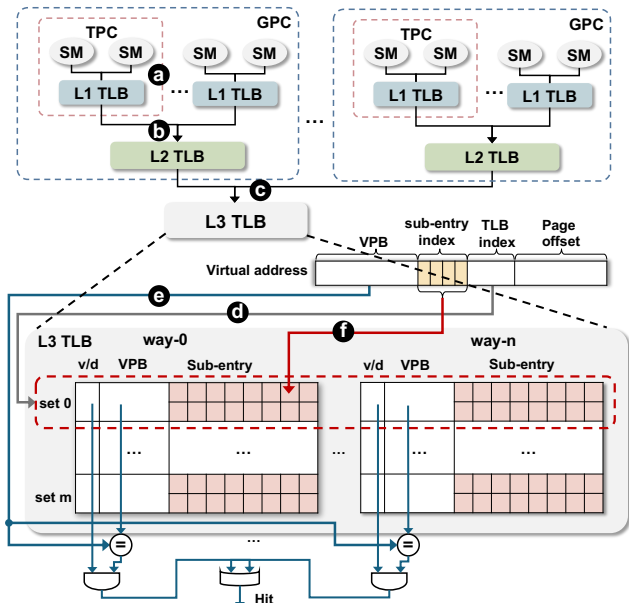 GPC
GPC
TPC
TPC
SM
SM
SM
SM
SM
SM
SM
SM
a
L1 TLB
...
L1 TLB
L1 TLB
...
L1 TLB
b
...
L2 TLB
L2 TLB
c
L3 TLB
VPB
sub-entry
index
TLB
index
Page
offset
Virtual address
e
d
f
L3 TLB
way-0
way-n
v/d
VPB
Sub-entry
v/d
VPB
Sub-entry
set 0
...
...
...
...
...
set m
=
...
=
Hit